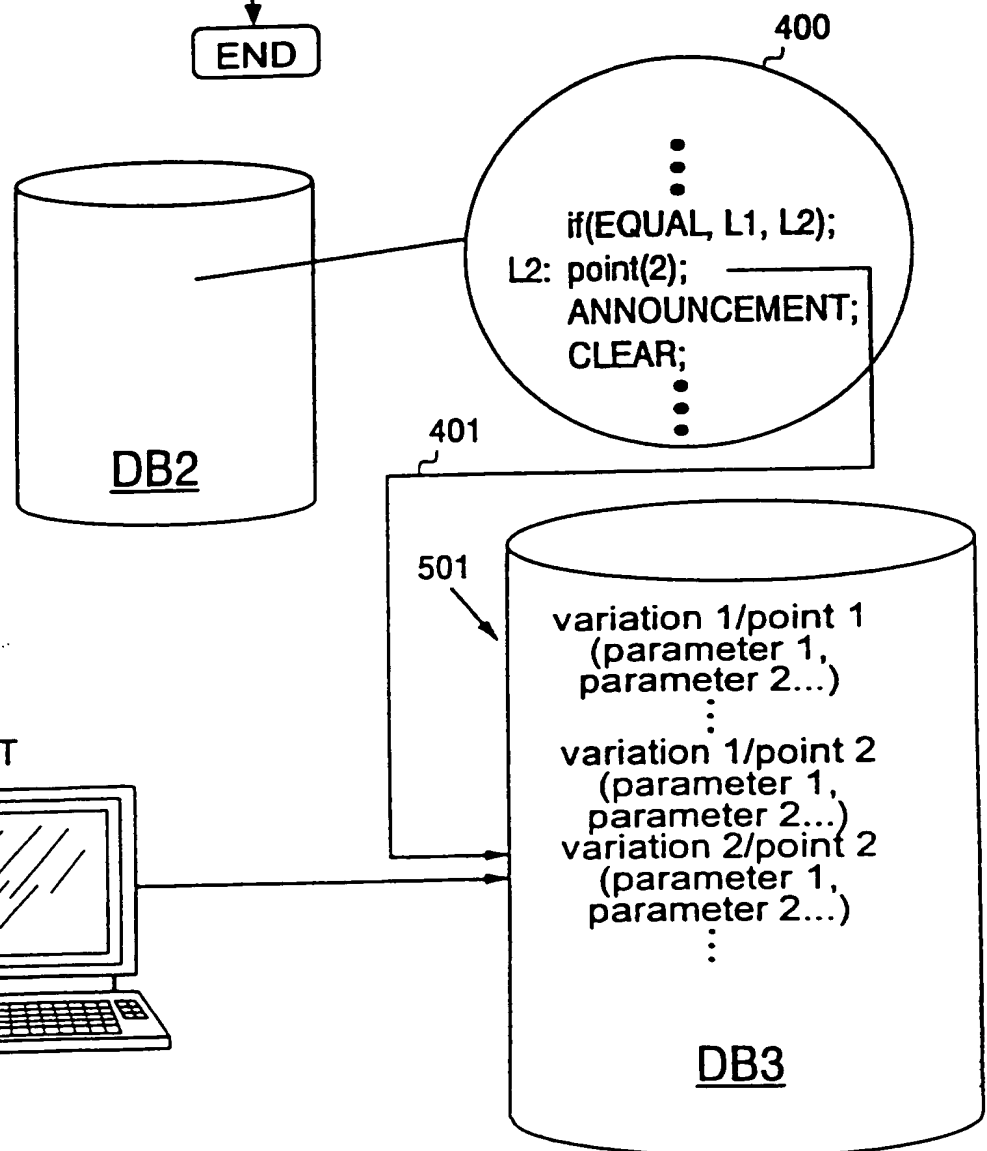 400
END
if(EQUAL, L1, L2);
L2: point(2);
ANNOUNCEMENT;
CLEAR;
DB2
401
501
variation 1/point 1
(parameter 1,
parameter 2...)
variation 1/point 2
(parameter 1,
parameter 2...)
variation 2/point 2
(parameter 1,
parameter 2...)
T
DB3